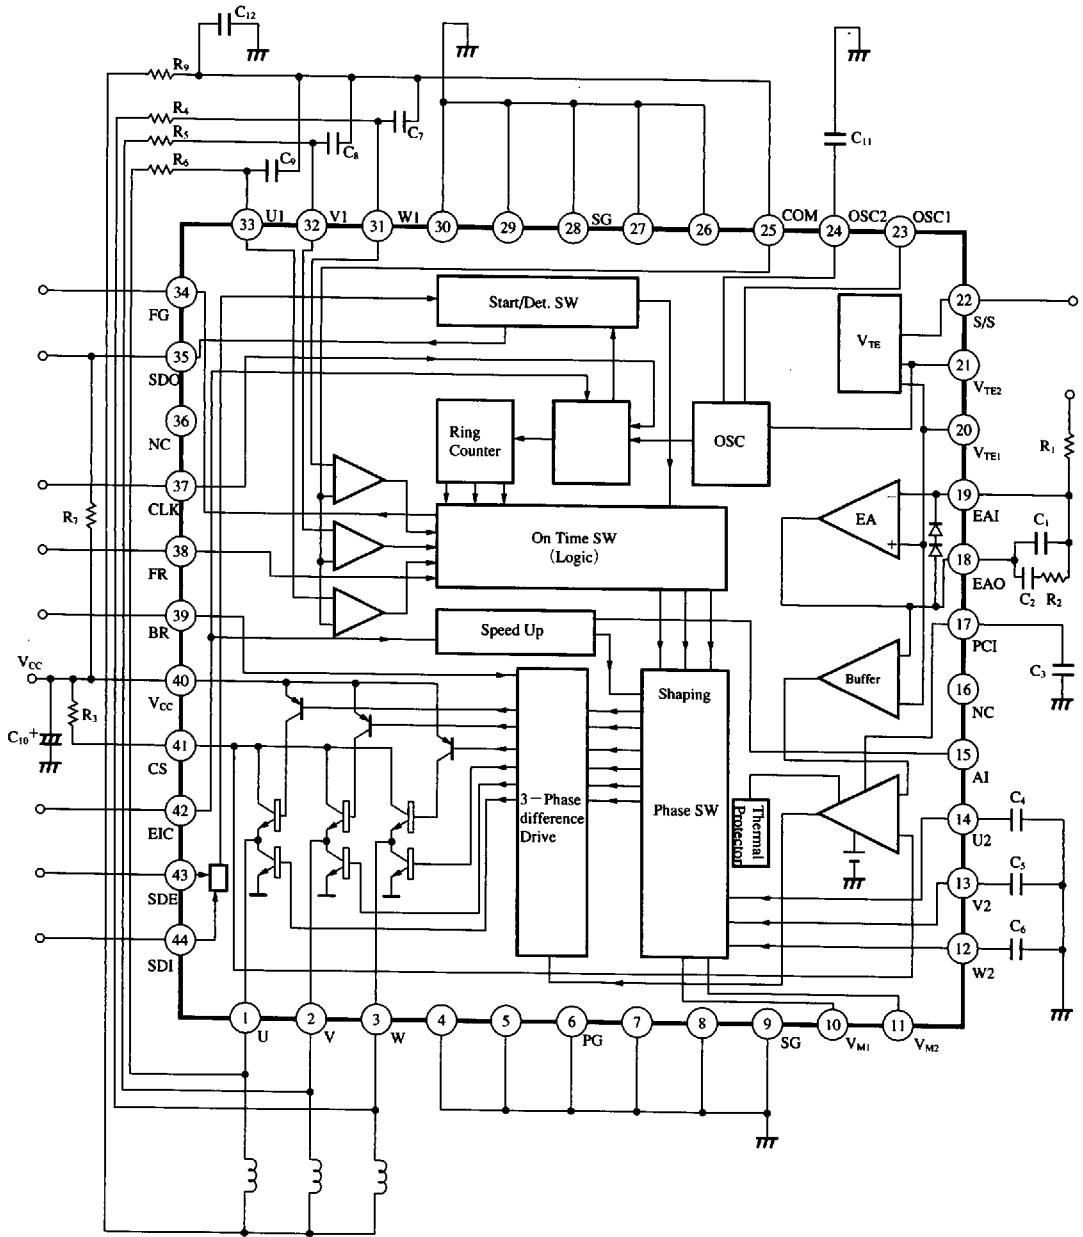 C12
R9
R4
C7
R5
C8
R6
C9
C11
33 U1 32 V1 31 W1 30 29 28 SG 27 26 25 COM 24 OSC2 23 OSC1
34
FG
35
SDO
36
NC
37
CLK
38
FR
39
BR
40
VCC
41
CS
42
EIC
43
SDE
44
SDI
R7
VCC
R3
C10 +
Start/Det. SW
Ring
Counter
OSC
VTE
On Time SW
(Logic)
Speed Up
EA
−
+
Buffer
Shaping
Phase SW
3−Phase
difference
Drive
Thermal
Protector
22
S/S
21
VTE2
20
VTE1
19
EAI
18
EAO
17
PCI
16
NC
15
AI
14
U2
13
V2
12
W2
R1
C1
C2 R2
C3
C4
C5
C6
C5
1 U 2 V 3 W 4 5 6 PG 7 8 9 SG 10 VM1 11 VM2